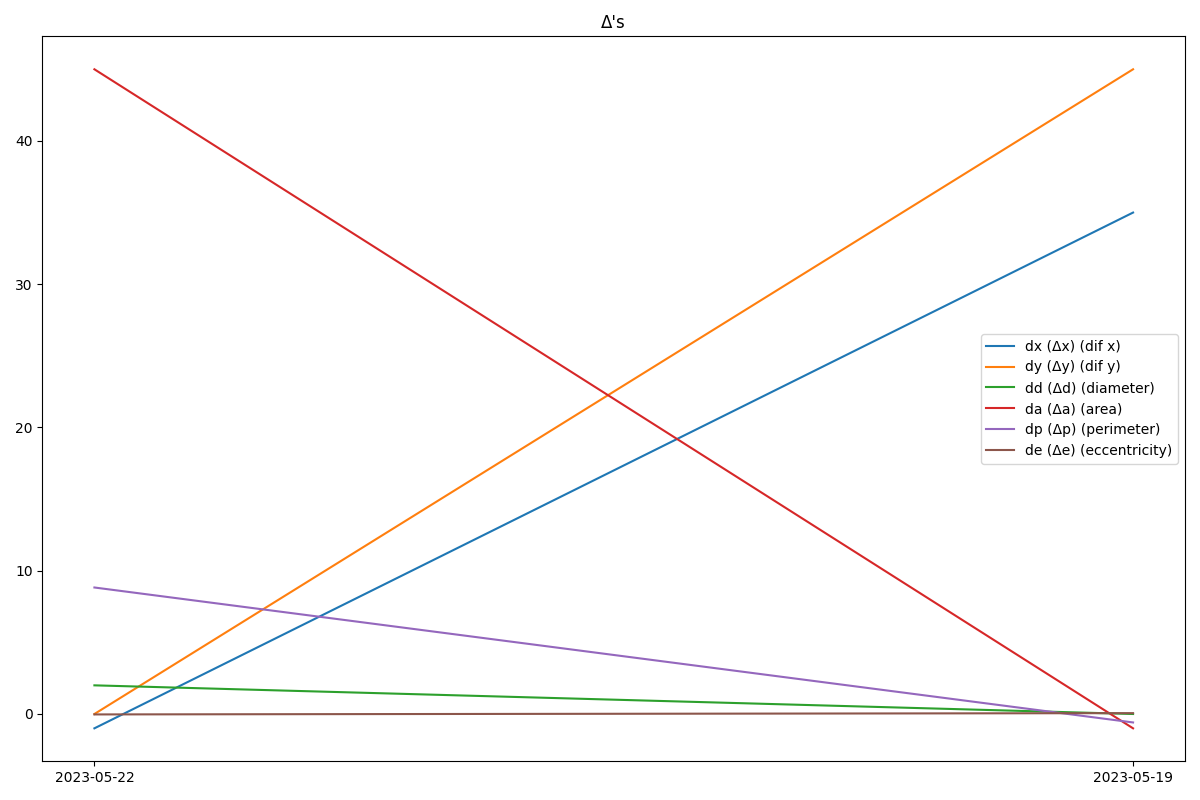 Δ's
40
30
20
10
0
dx (Δx) (dif x)
dy (Δy) (dif y)
dd (Δd) (diameter)
da (Δa) (area)
dp (Δp) (perimeter)
de (Δe) (eccentricity)
2023-05-22
2023-05-19